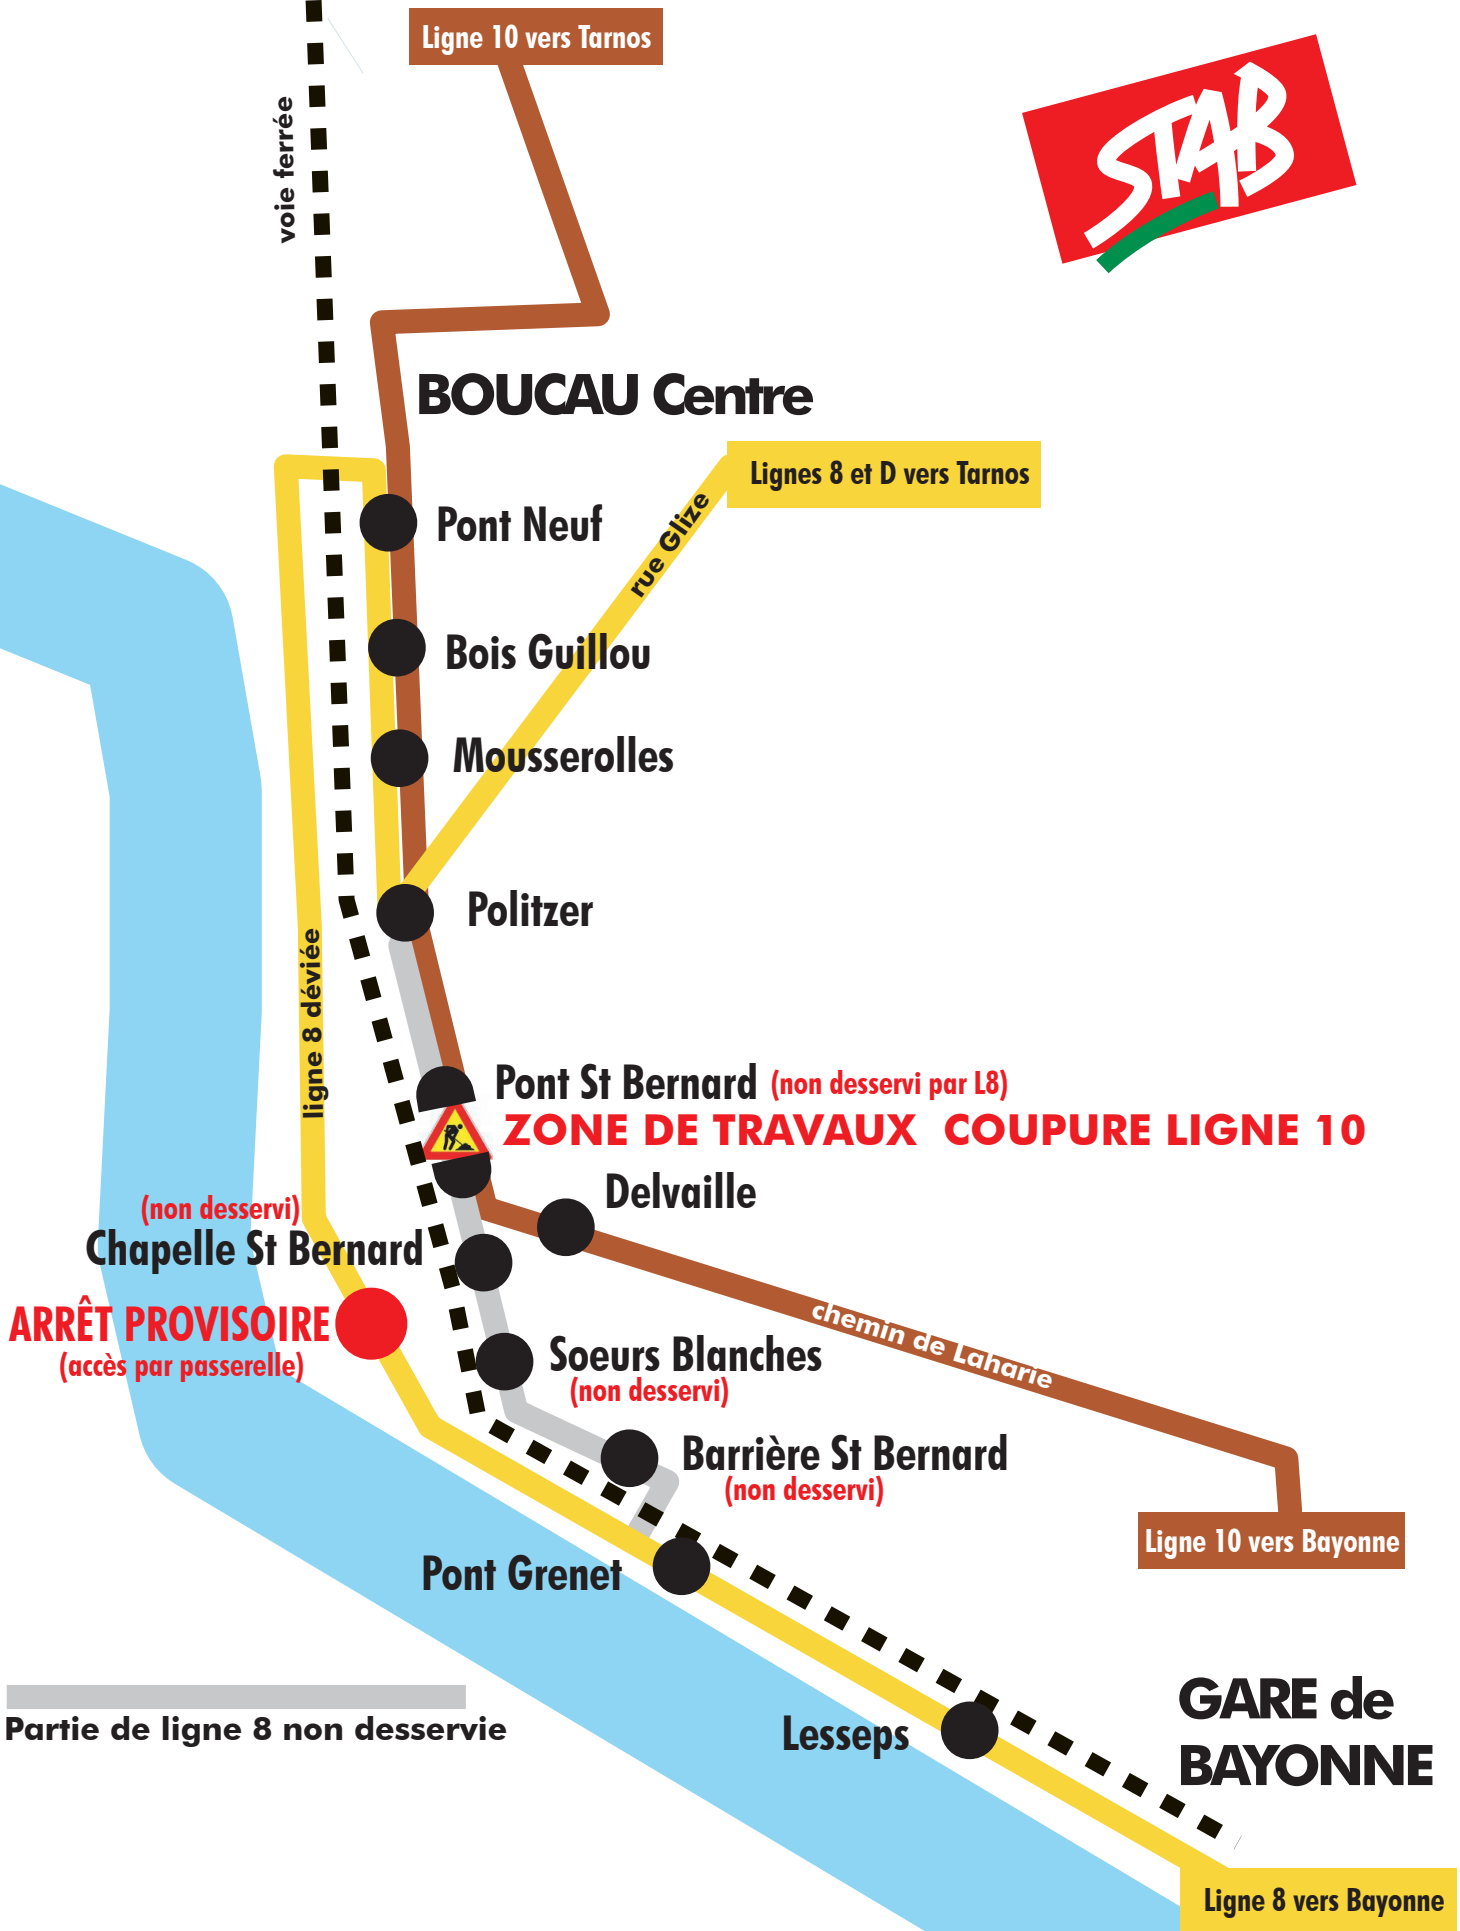 Ligne 10 vers Tarnos
STAB
voie ferrée
BOUCAU Centre
Lignes 8 et D vers Tarnos
rue Glize
Pont Neuf
Bois Guillou
Mousserolles
Politzer
ligne 8 déviée
Pont St Bernard (non desservi par L8)
ZONE DE TRAVAUX COUPURE LIGNE 10
Delvaille
(non desservi)
Chapelle St Bernard
ARRÊT PROVISOIRE
(accès par passerelle)
chemin de Laharie
Soeurs Blanches
(non desservi)
Barrière St Bernard
(non desservi)
Ligne 10 vers Bayonne
Pont Grenet
GARE de
BAYONNE
Partie de ligne 8 non desservie
Lesseps
Ligne 8 vers Bayonne